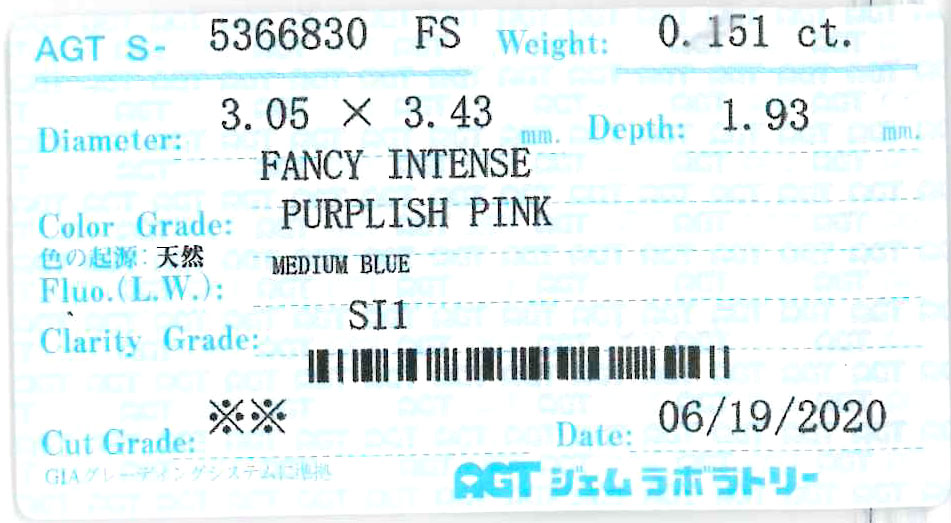 AGT S- 5366830 FS Weight: 0.151 ct.
Diameter: 3.05 × 3.43 mm. Depth: 1.93 mm.
FANCY INTENSE
Color Grade: PURPLISH PINK
色の起源: 天然
Fluo.(L.W.): MEDIUM BLUE
Clarity Grade: SI1
Cut Grade: ※※ Date: 06/19/2020
GIAグレーディングシステムに準拠
AGT ジェムラボラトリー